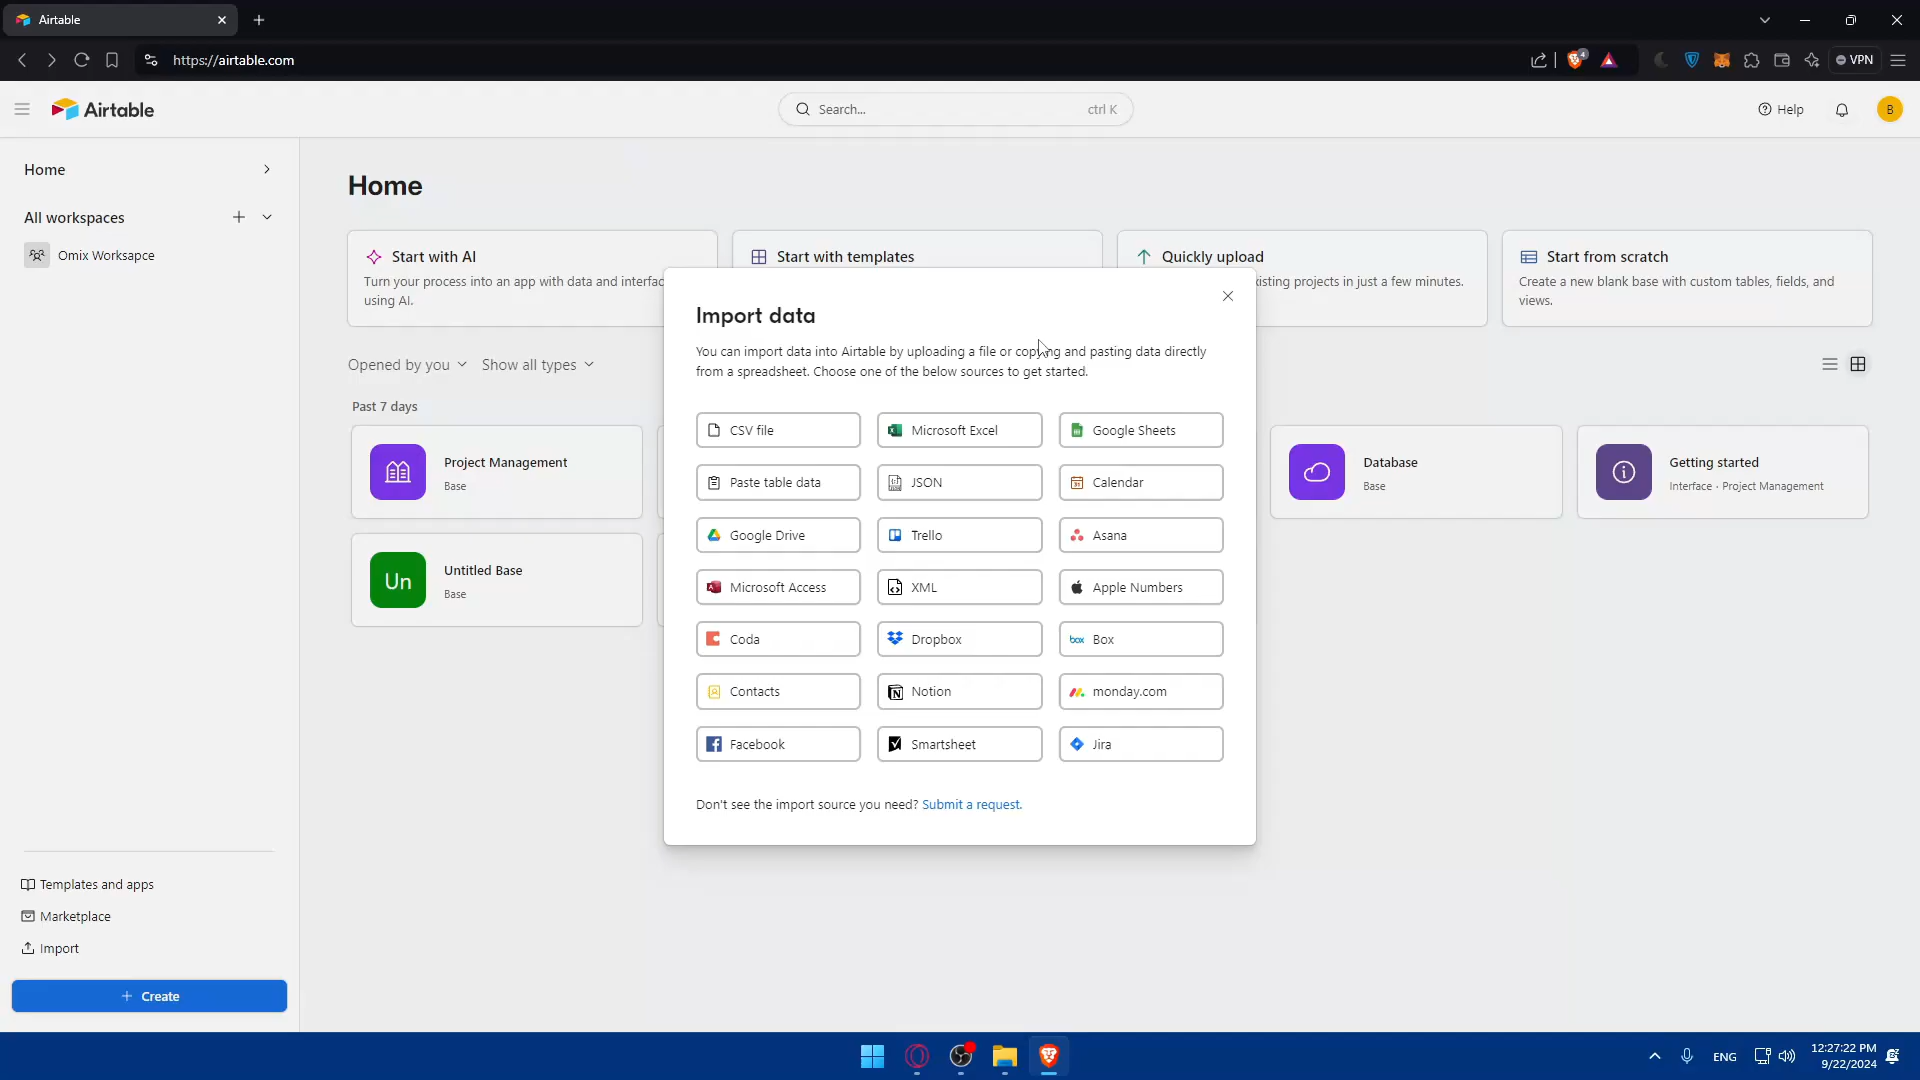 Airtable
https://airtable.com
4
VPN
Airtable
Search...
ctrl K
Help
B
Home
All workspaces
Omix Worksapce
Home
Start with AI
Turn your process into an app with data and interfac
using AI.
Start with templates
Quickly upload
xisting projects in just a few minutes.
Start from scratch
Create a new blank base with custom tables, fields, and
views.
Opened by you
Show all types
Past 7 days
Project Management
Base
Database
Base
Getting started
Interface · Project Management
Un
Untitled Base
Base
Import data
You can import data into Airtable by uploading a file or copying and pasting data directly
from a spreadsheet. Choose one of the below sources to get started.
CSV file
Microsoft Excel
Google Sheets
Paste table data
JSON
Calendar
Google Drive
Trello
Asana
Microsoft Access
XML
Apple Numbers
Coda
Dropbox
box
Box
Contacts
Notion
monday.com
Facebook
Smartsheet
Jira
Don't see the import source you need? Submit a request.
Templates and apps
Marketplace
Import
Create
ENG
12:27:22 PM
9/22/2024